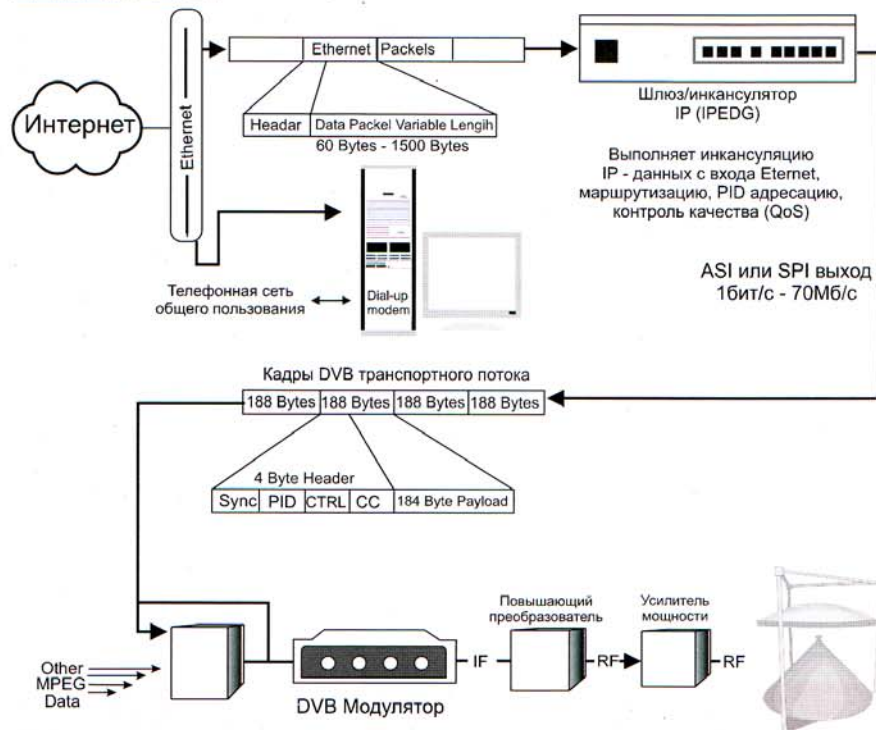 Ethernet Packels
Интернет
Ethernet
Headar Data Packel Variable Lengih
60 Bytes - 1500 Bytes
Шлюз/инкансулятор
IP (IPEDG)
Выполняет инкансуляцию
IP - данных с входа Eternet,
маршрутизацию, PID адресацию,
контроль качества (QoS)
Телефонная сеть
общего пользования
Dial-up
modem
ASI или SPI выход
1бит/с - 70Мб/с
Кадры DVB транспортного потока
188 Bytes 188 Bytes 188 Bytes 188 Bytes
4 Byte Header
Sync PID CTRL CC 184 Byte Payload
Повышающий
преобразователь
Усилитель
мощности
Other
MPEG
Data
IF
RF
RF
DVB Модулятор